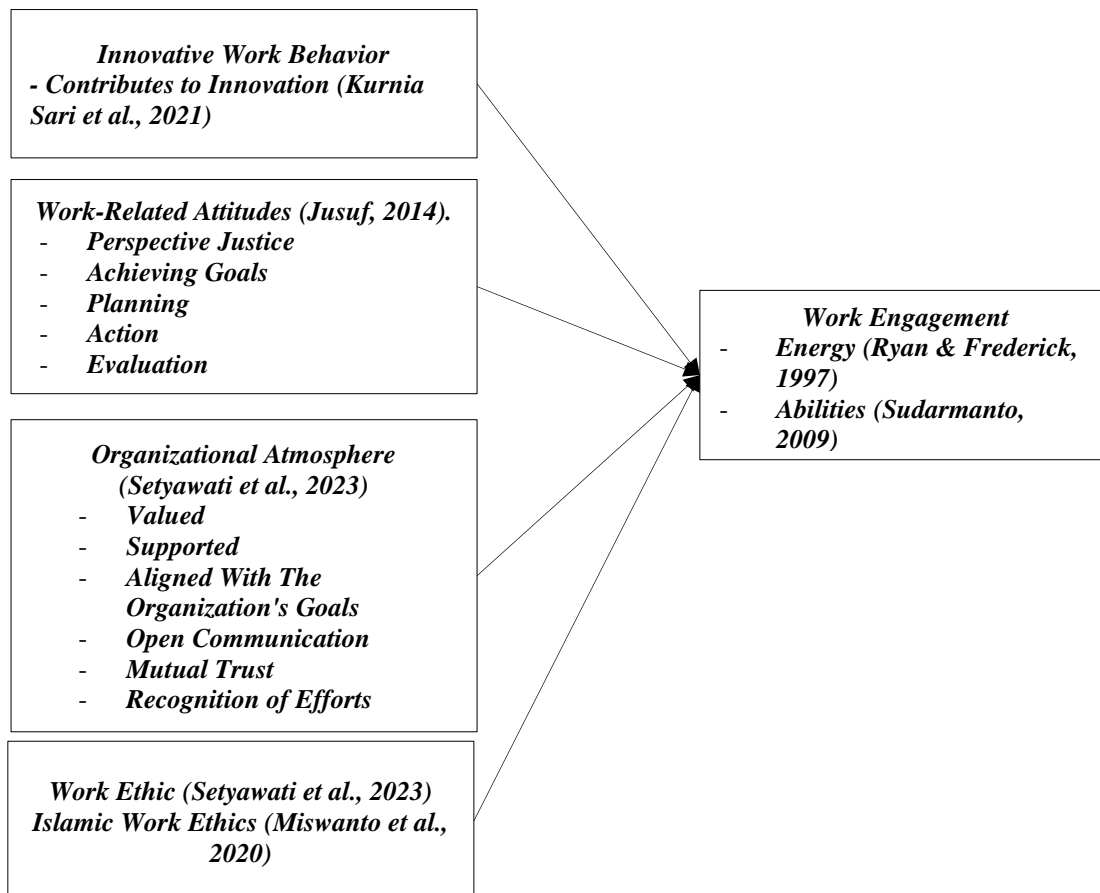 Innovative Work Behavior
- Contributes to Innovation (Kurnia
Sari et al., 2021)
Work-Related Attitudes (Jusuf, 2014).
- Perspective Justice
- Achieving Goals
- Planning
- Action
- Evaluation
Organizational Atmosphere
(Setyawati et al., 2023)
- Valued
- Supported
- Aligned With The
Organization's Goals
- Open Communication
- Mutual Trust
- Recognition of Efforts
Work Ethic (Setyawati et al., 2023)
Islamic Work Ethics (Miswanto et al.,
2020)
Work Engagement
- Energy (Ryan & Frederick,
1997)
- Abilities (Sudarmanto,
2009)